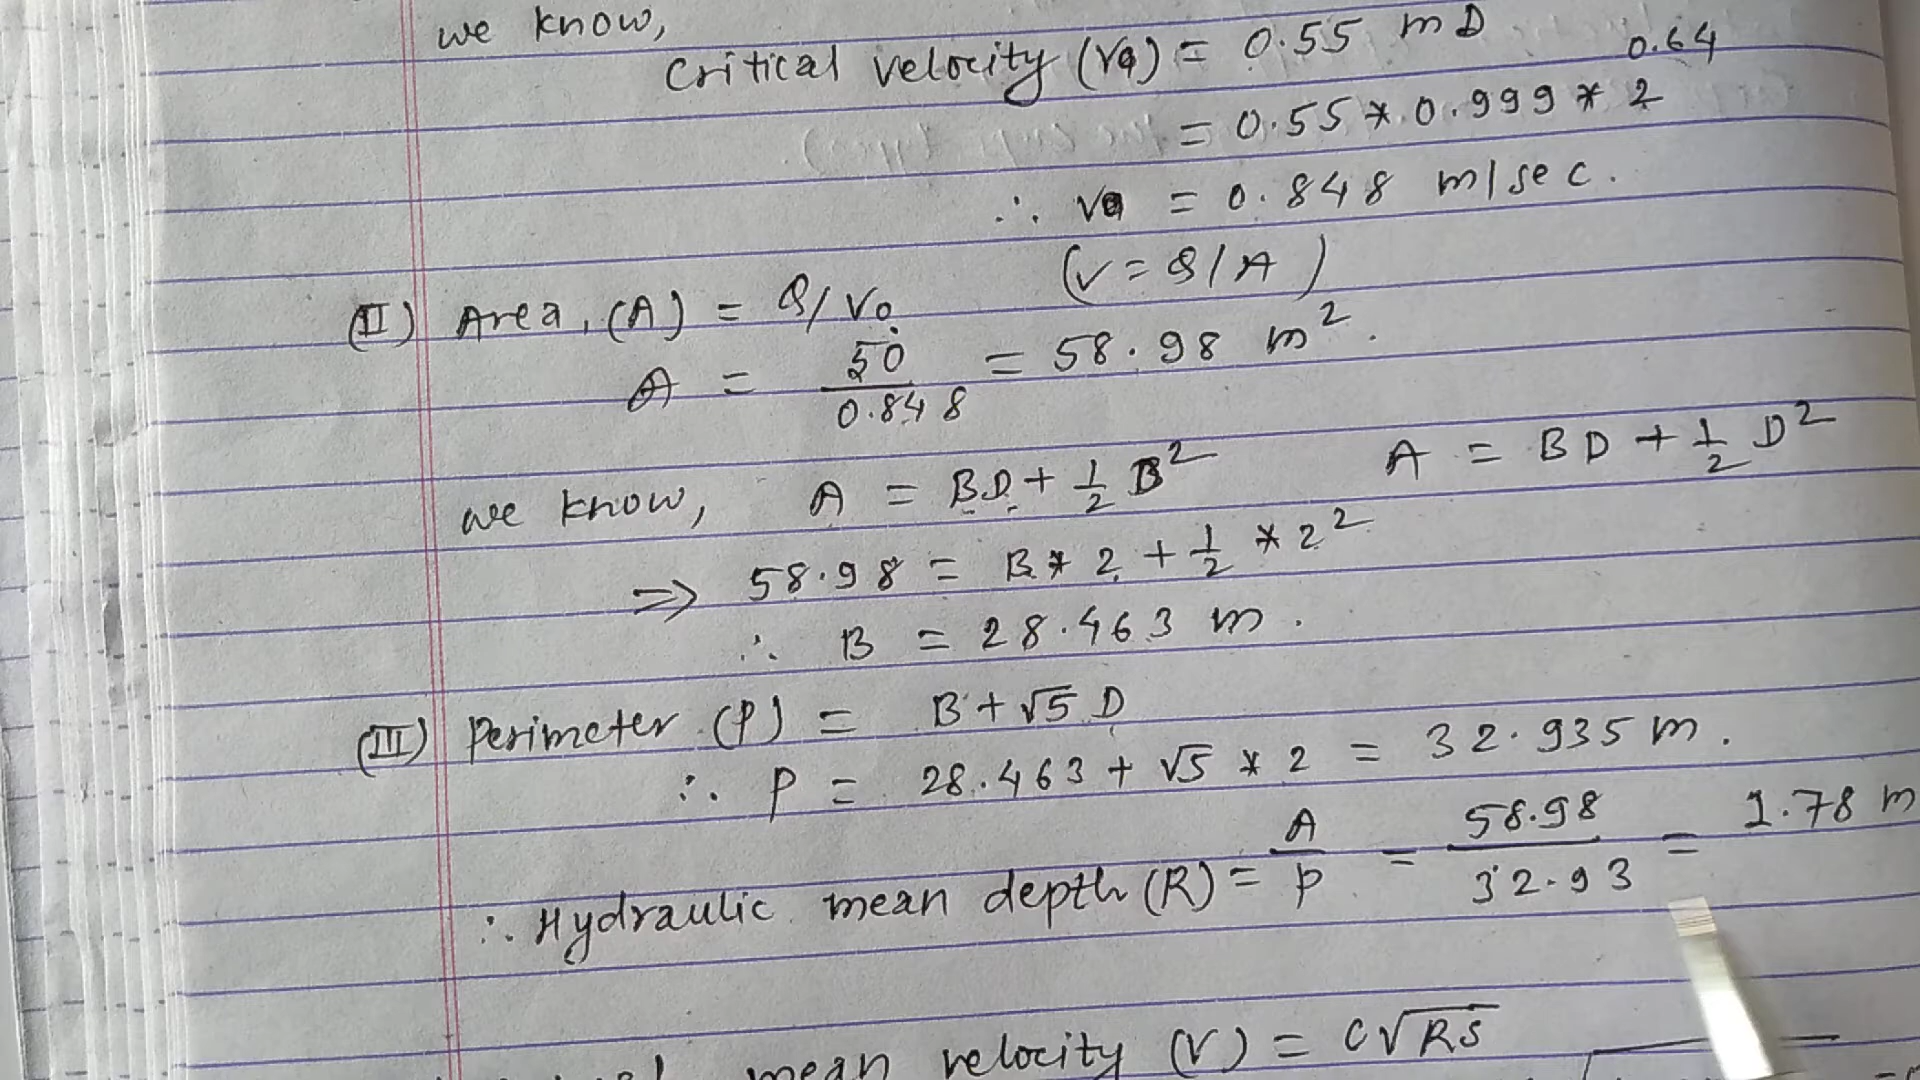 we know,
Critical velocity (V0) = 0.55 m D 0.64
= 0.55 * 0.999 * 2
∴ V0 = 0.848 m/sec.
(V = Q/A)
(II) Area, (A) = Q/V0
A = 50/0.848 = 58.98 m².
we know, A = BD + 1/2 B² A = BD + 1/2 D²
⇒ 58.98 = B * 2 + 1/2 * 2²
∴ B = 28.463 m.
(III) Perimeter (P) = B + √5 D
∴ P = 28.463 + √5 * 2 = 32.935 m.
∴ Hydraulic mean depth (R) = A/P = 58.98/32.93 = 1.78 m
mean velocity (V) = C√RS